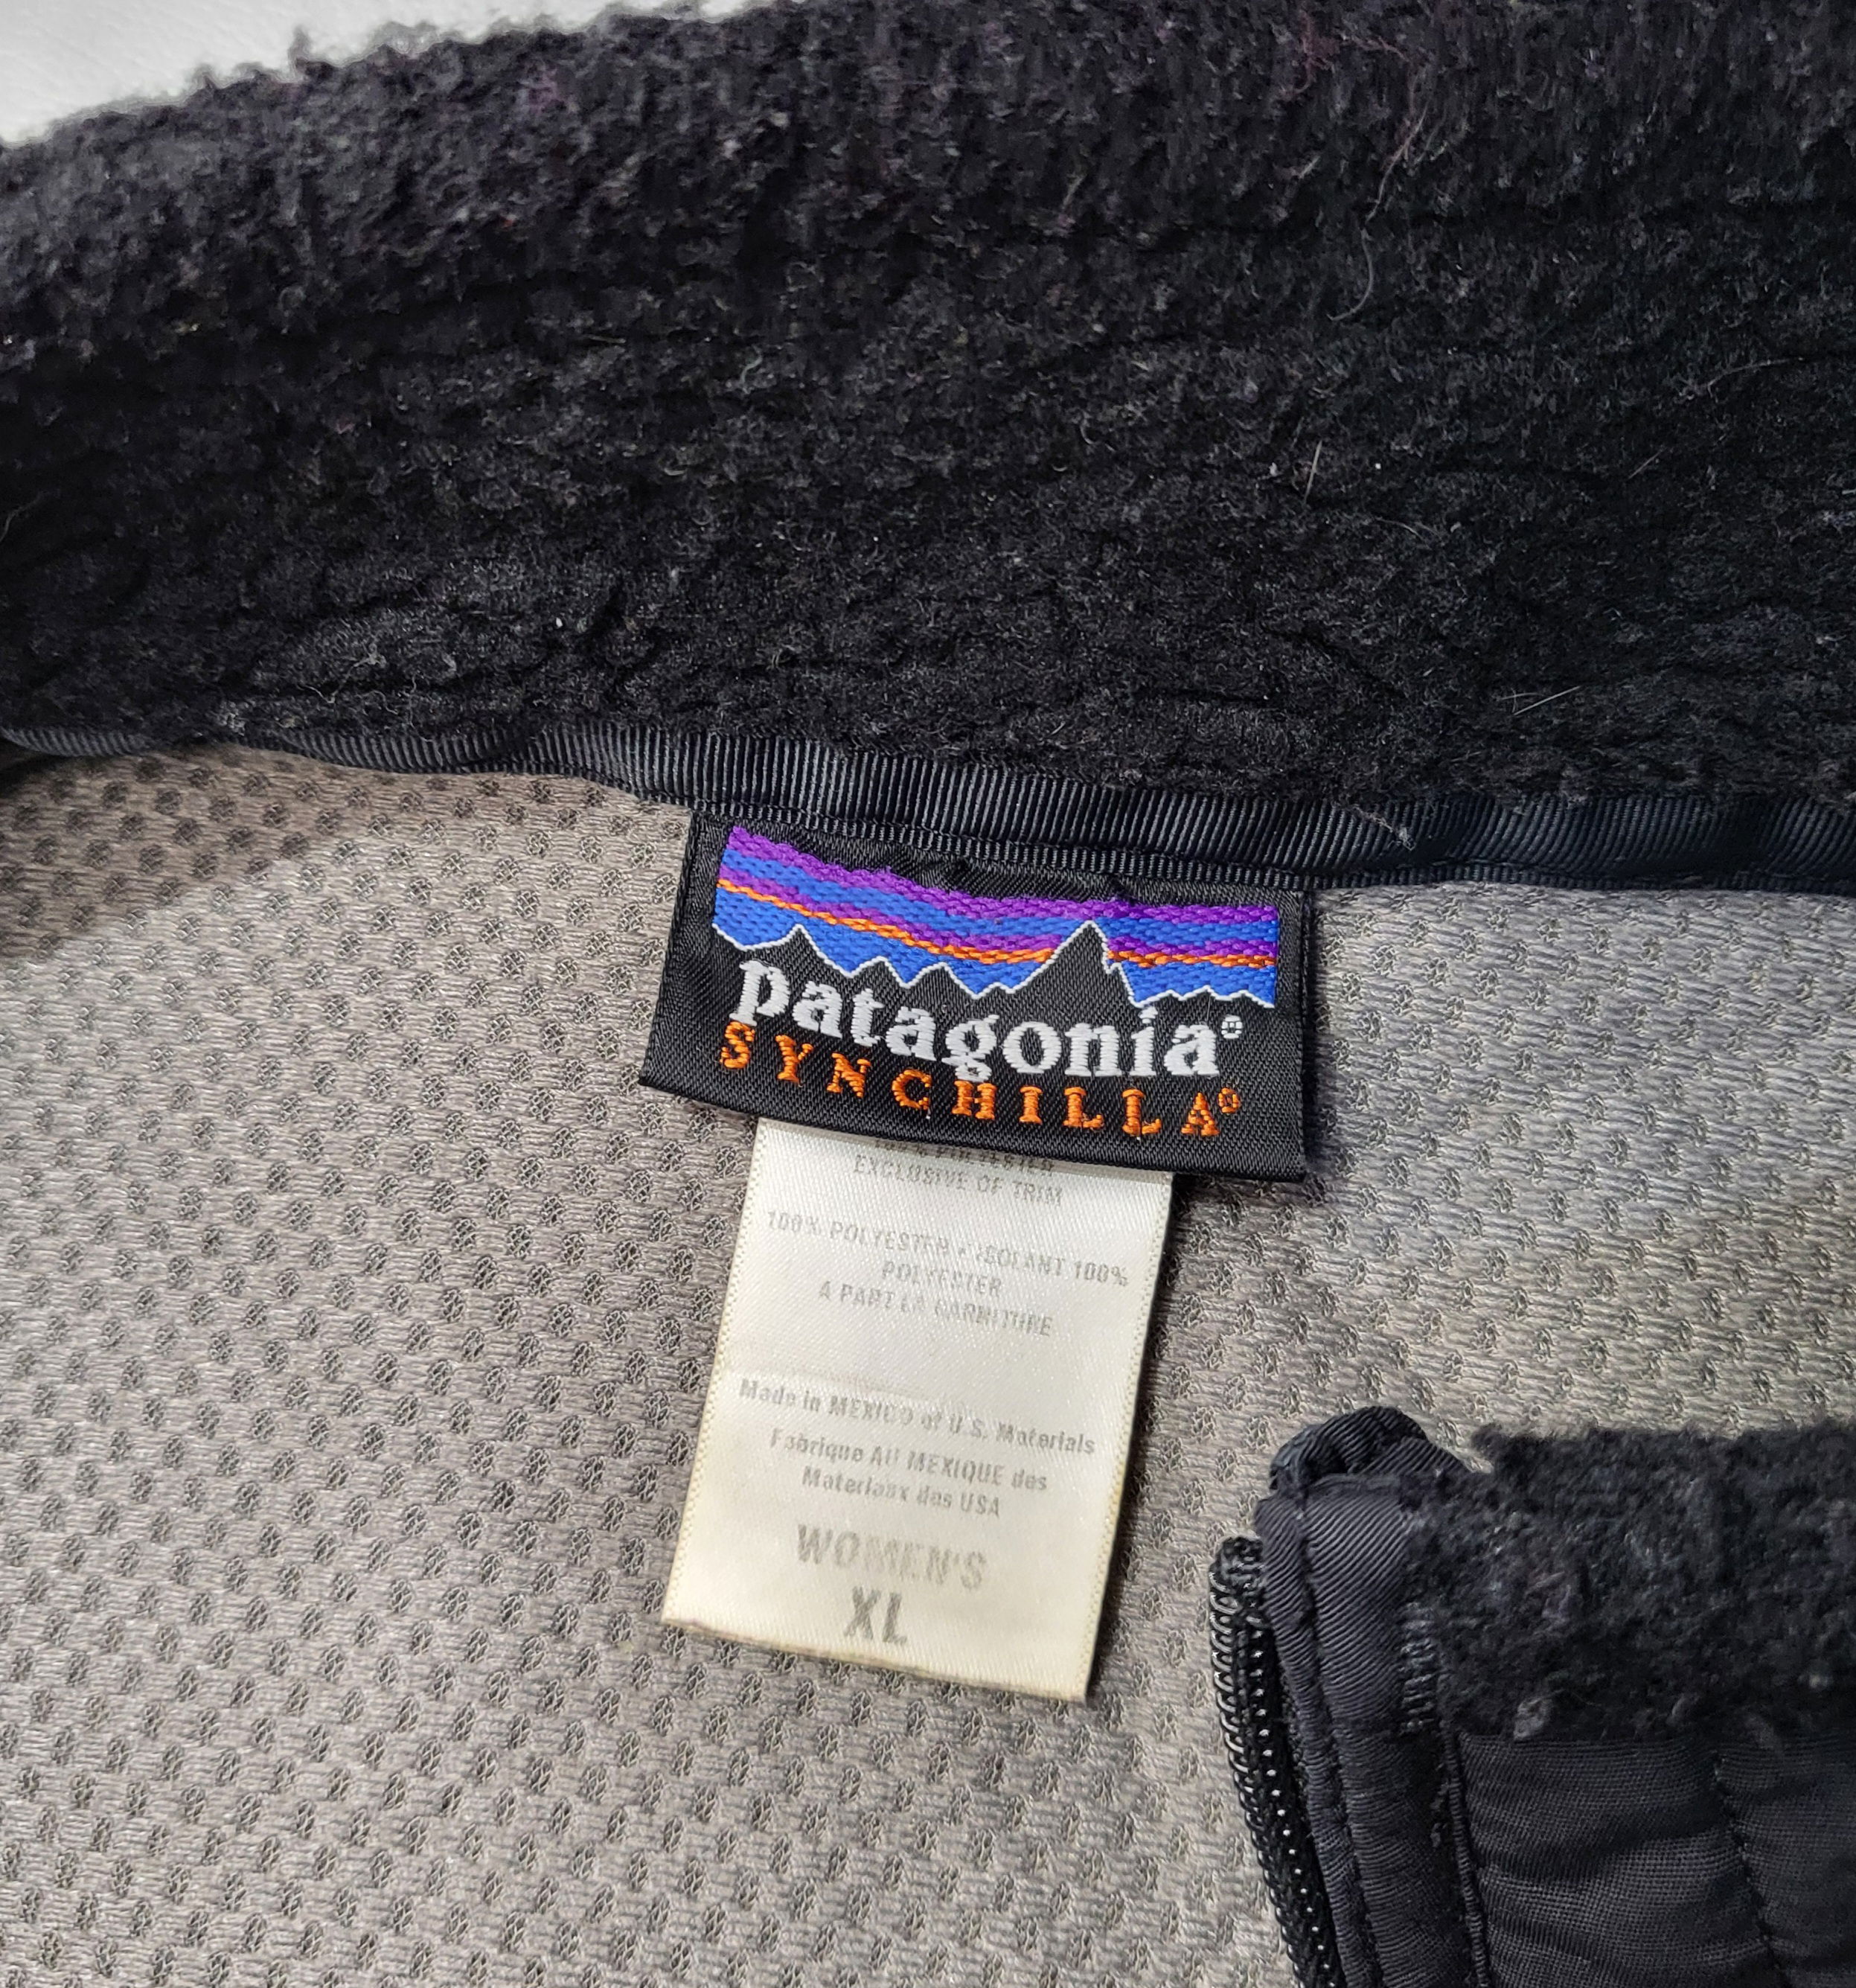 patagonia®
SYNCHILLA®
POLYESTER
EXCLUSIVE OF TRIM
100% POLYESTER • ISOLANT 100%
POLYESTER
A PART LA GARNITURE
Made in MEXICO of U.S. Materials
Fabrique AU MEXIQUE des
Materiaux des USA
WOMEN'S
XL